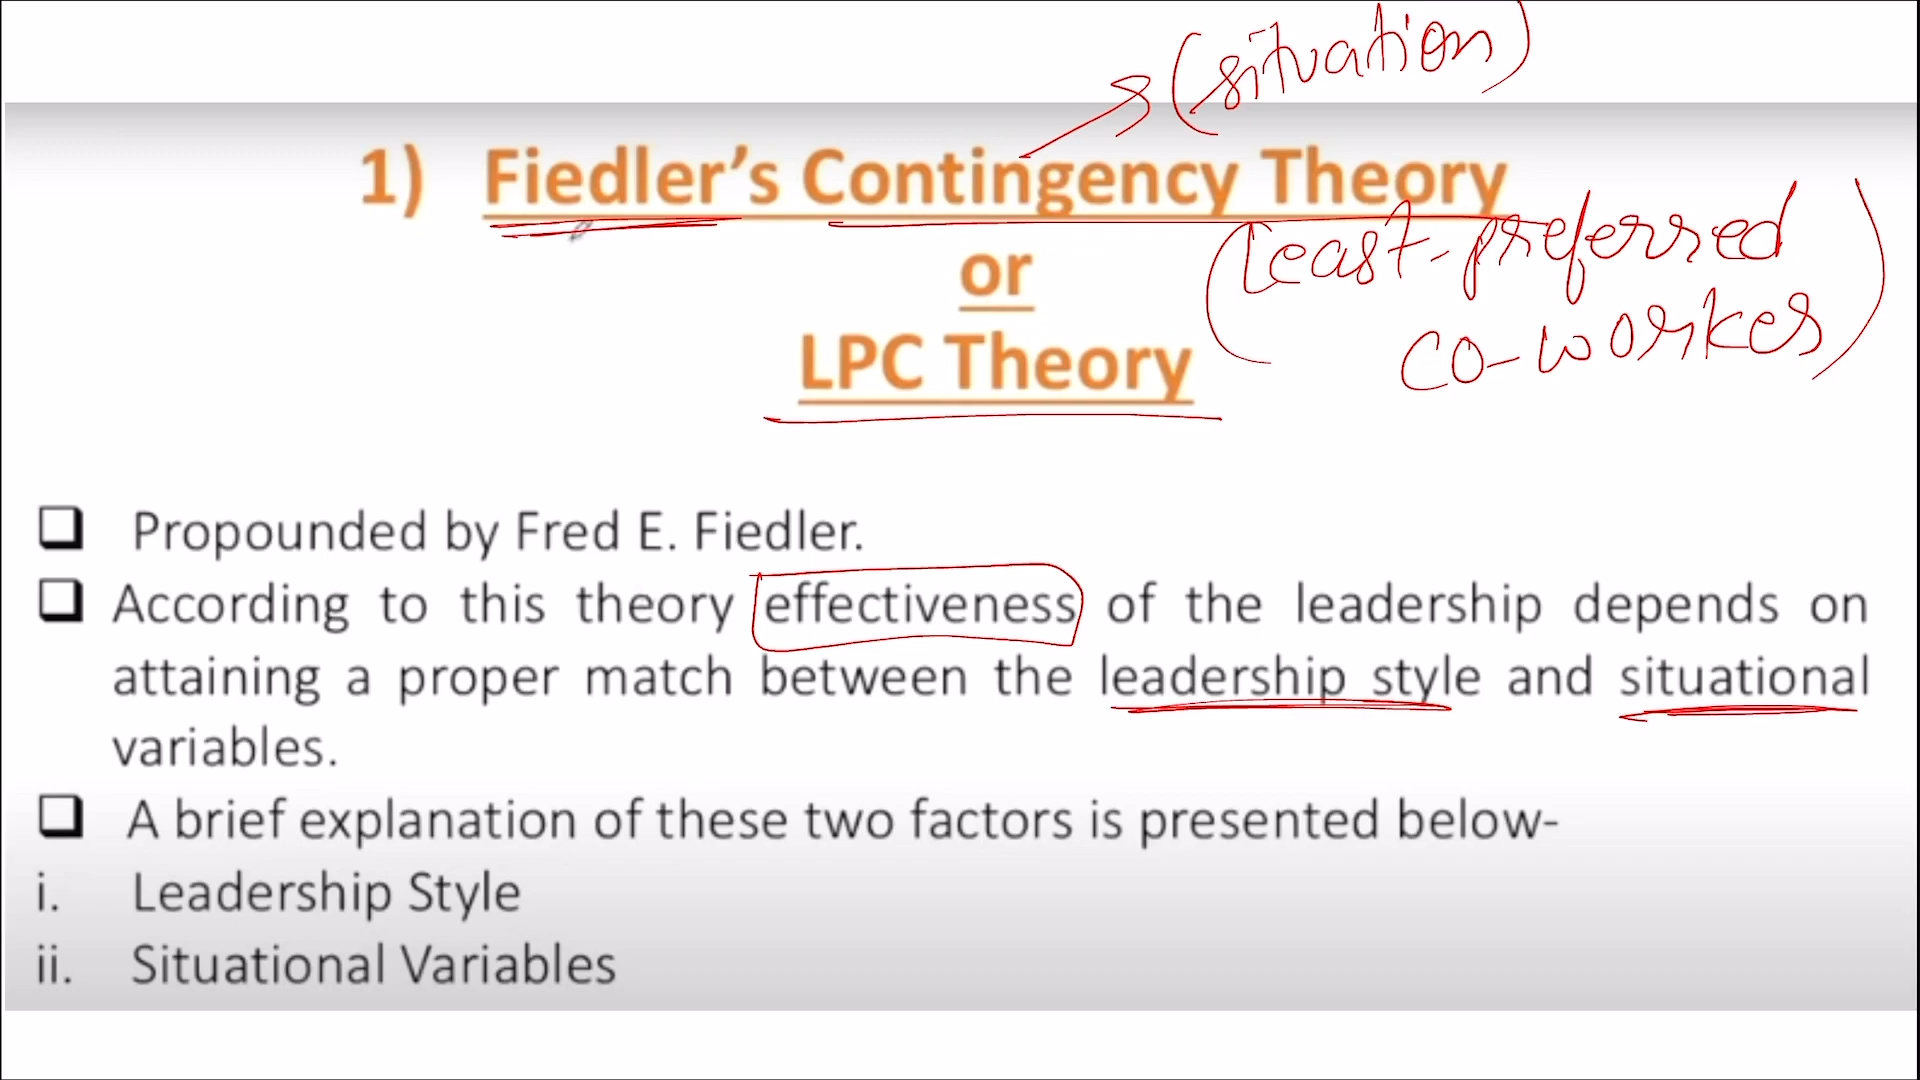 (situation)
1) Fiedler's Contingency Theory
or
(Least-preferred
co-worker)
LPC Theory
❑ Propounded by Fred E. Fiedler.
❑ According to this theory effectiveness of the leadership depends on
attaining a proper match between the leadership style and situational
variables.
❑ A brief explanation of these two factors is presented below-
i. Leadership Style
ii. Situational Variables